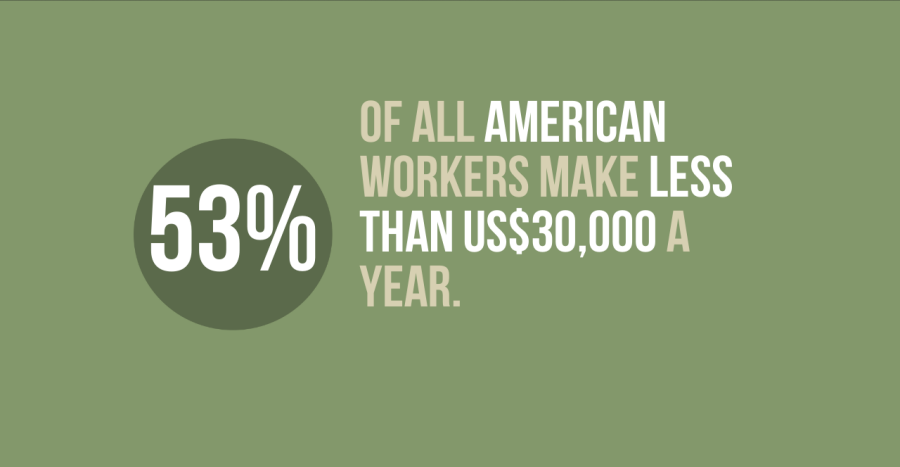 53%
OF ALL AMERICAN
WORKERS MAKE LESS
THAN US$30,000 A
YEAR.